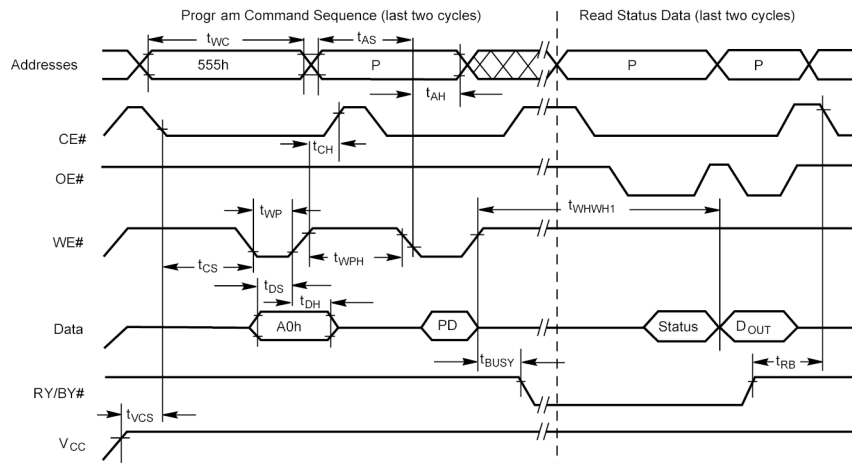 Progr am Command Sequence (last two cycles) Read Status Data (last two cycles)
tWC tAS
Addresses 555h P P P
tAH
CE#
tCH
OE#
tWP tWHWH1
WE#
tCS tWPH
tDS
tDH
Data A0h PD Status DOUT
tBUSY tRB
RY/BY#
tVCS
VCC